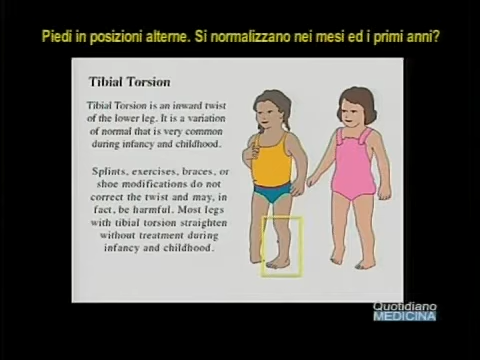 Piedi in posizioni alterne. Si normalizzano nei mesi ed i primi anni?
Tibial Torsion
Tibial Torsion is an inward twist
of the lower leg. It is a variation
of normal that is very common
during infancy and childhood.
Splints, exercises, braces, or
shoe modifications do not
correct the twist and may, in
fact, be harmful. Most legs
with tibial torsion straighten
without treatment during
infancy and childhood.
Quotidiano
MEDICINA